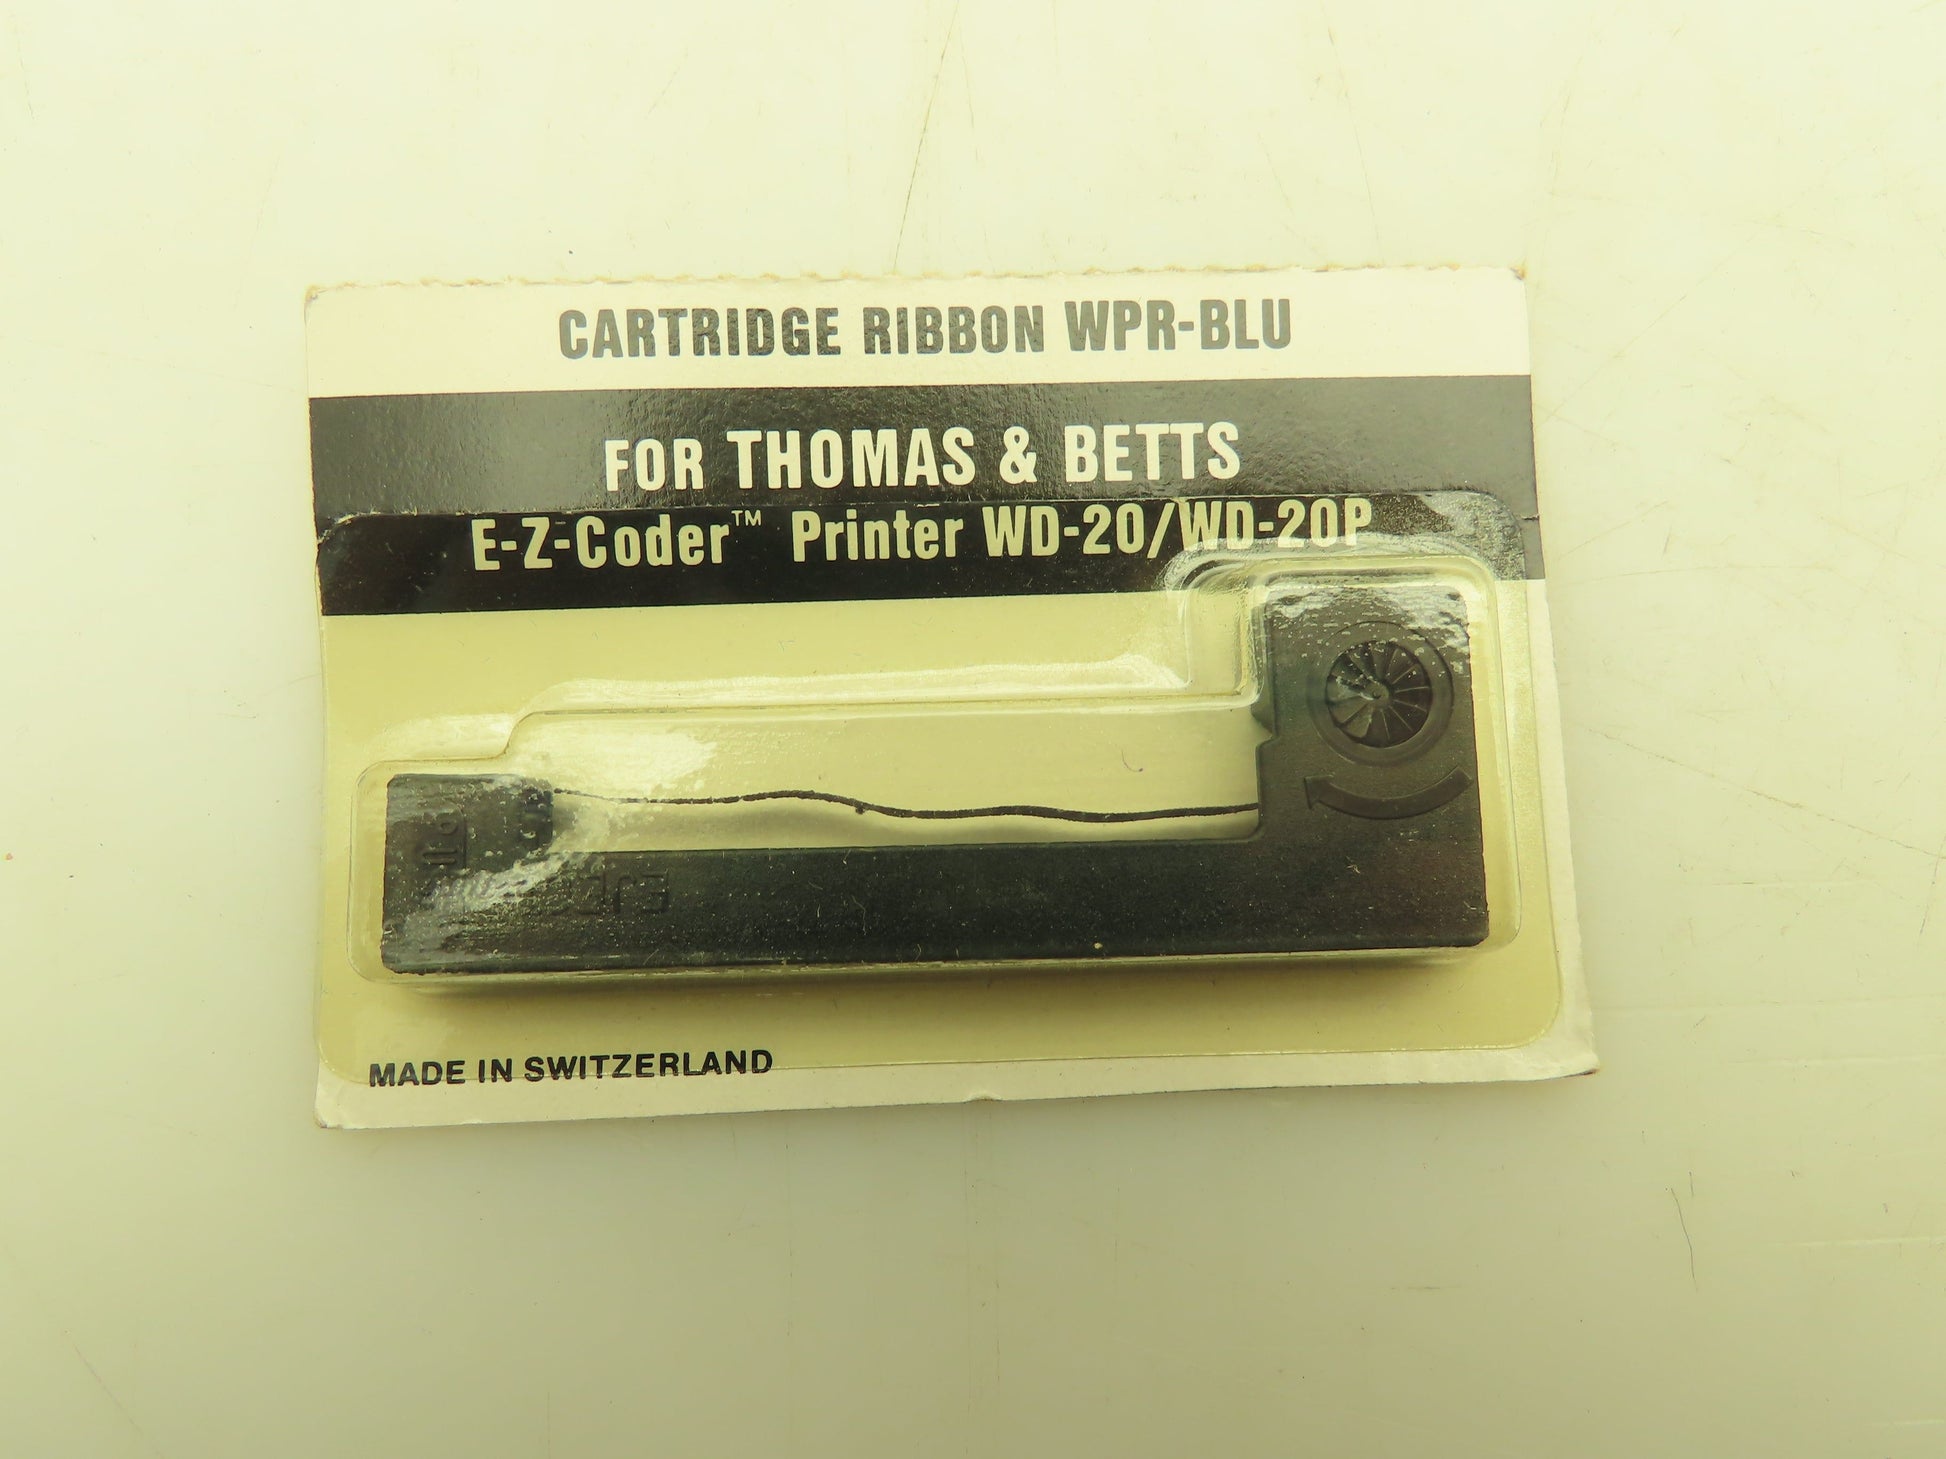 CARTRIDGE RIBBON WPR-BLU
FOR THOMAS & BETTS
E-Z-Coder™ Printer WD-20/WD-20P
MADE IN SWITZERLAND